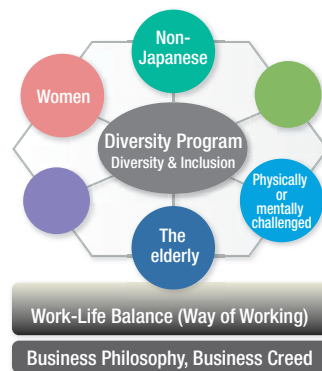 Non-
Japanese
Women
Diversity Program
Diversity & Inclusion
Physically
or
mentally
challenged
The
elderly
Work-Life Balance (Way of Working)
Business Philosophy, Business Creed